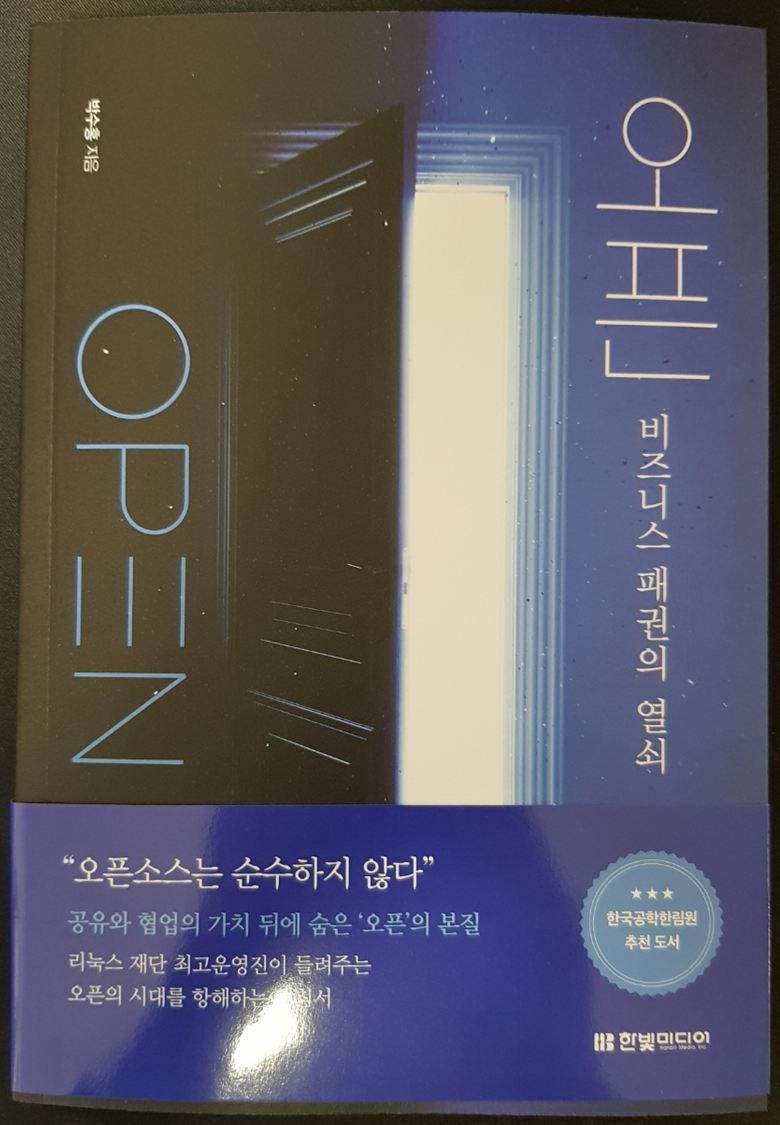 오픈
비즈니스 패권의 열쇠
박수홍 지음
OPEN
“오픈소스는 순수하지 않다”
공유와 협업의 가치 뒤에 숨은 ‘오픈’의 본질
리눅스 재단 최고운영진이 들려주는
오픈의 시대를 항해하는
★★★
한국공학한림원
추천 도서
HB 한빛미디어
Hanbit Media, Inc.